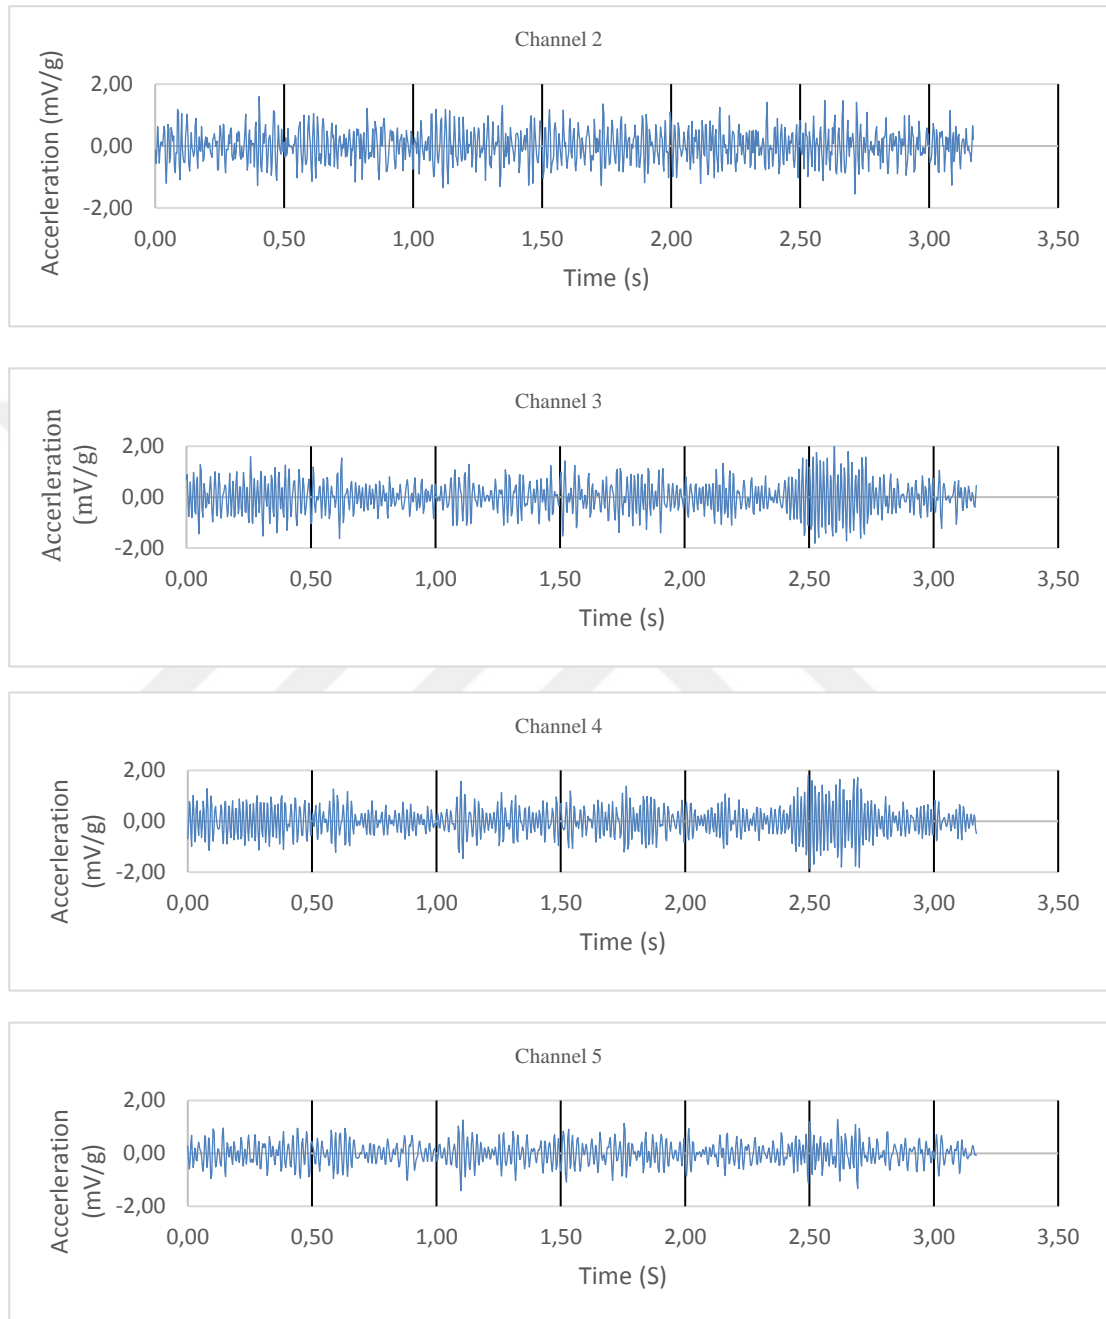 Channel 2
Accerleration (mV/g)
2,00
0,00
-2,00
0,00 0,50 1,00 1,50 2,00 2,50 3,00 3,50
Time (s)
Channel 3
Accerleration
(mV/g)
2,00
0,00
-2,00
0,00 0,50 1,00 1,50 2,00 2,50 3,00 3,50
Time (s)
Channel 4
Accerleration
(mV/g)
2,00
0,00
-2,00
0,00 0,50 1,00 1,50 2,00 2,50 3,00 3,50
Time (s)
Channel 5
Accerleration
(mV/g)
2,00
0,00
-2,00
0,00 0,50 1,00 1,50 2,00 2,50 3,00 3,50
Time (S)